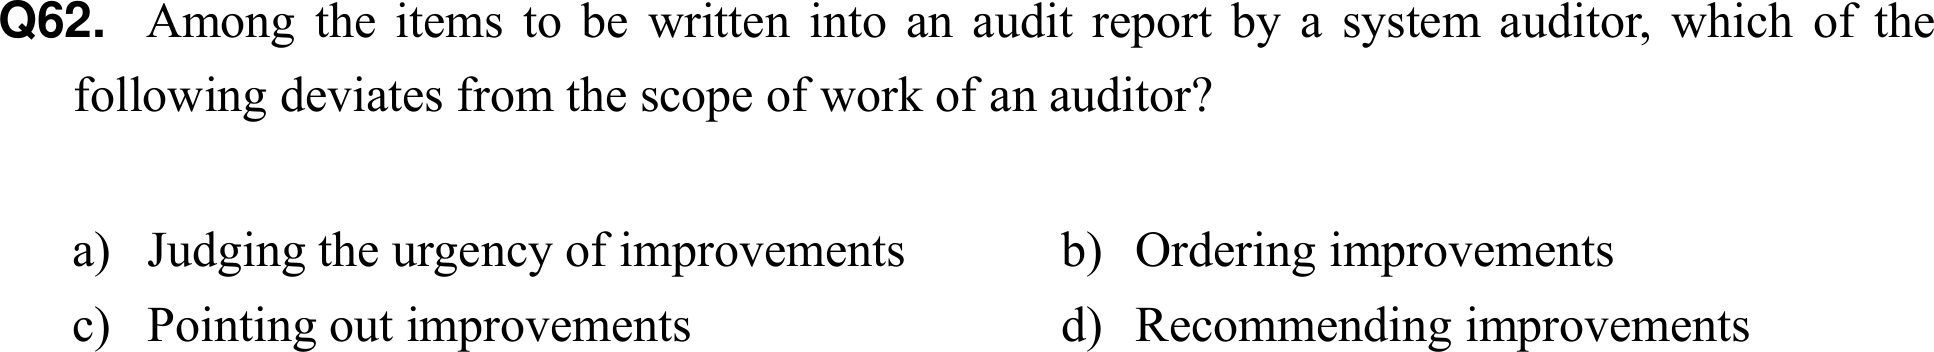 Q62. Among the items to be written into an audit report by a system auditor, which of the
following deviates from the scope of work of an auditor?
a) Judging the urgency of improvements b) Ordering improvements
c) Pointing out improvements d) Recommending improvements